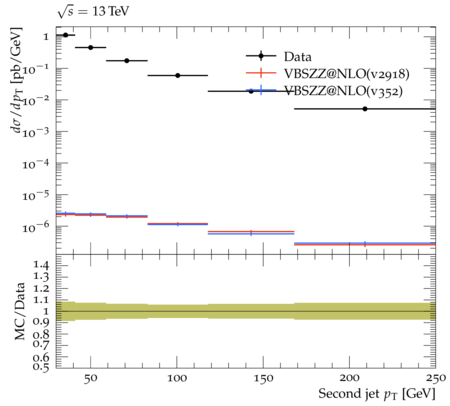 √s = 13 TeV
dσ/dpT [pb/GeV]
1
10⁻¹
10⁻²
10⁻³
10⁻⁴
10⁻⁵
10⁻⁶
Data
VBSZZ@NLO(v2918)
VBSZZ@NLO(v352)
MC/Data
1.4
1.3
1.2
1.1
1
0.9
0.8
0.7
0.6
0.5
50 100 150 200 250
Second jet pT [GeV]